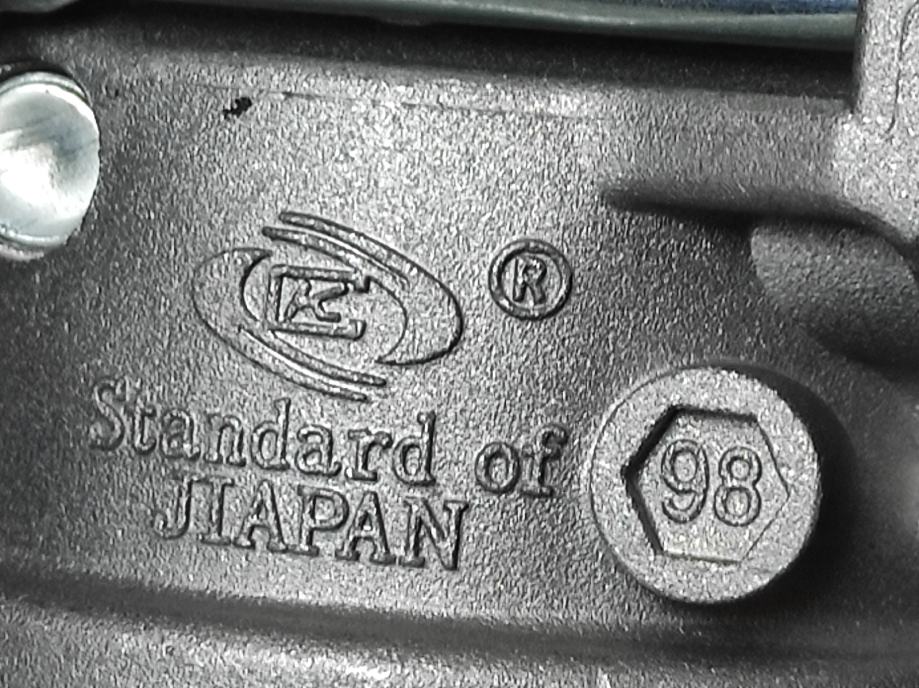 ®
Standard of
JIAPAN
98